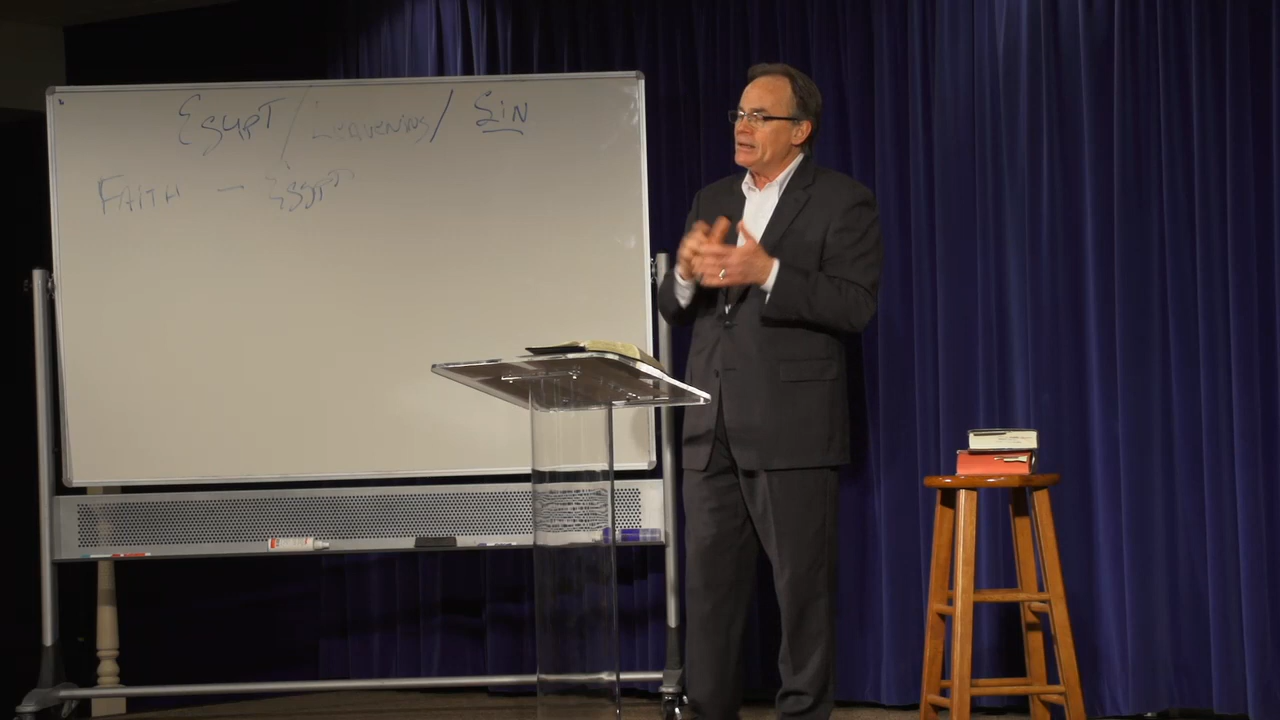 EGYPT / LEAVENING / SIN
FAITH — EGYPT